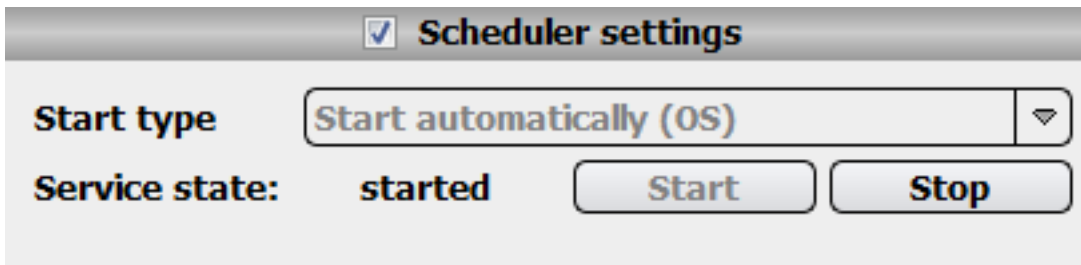 Scheduler settings
Start type Start automatically (OS)
Service state: started Start Stop